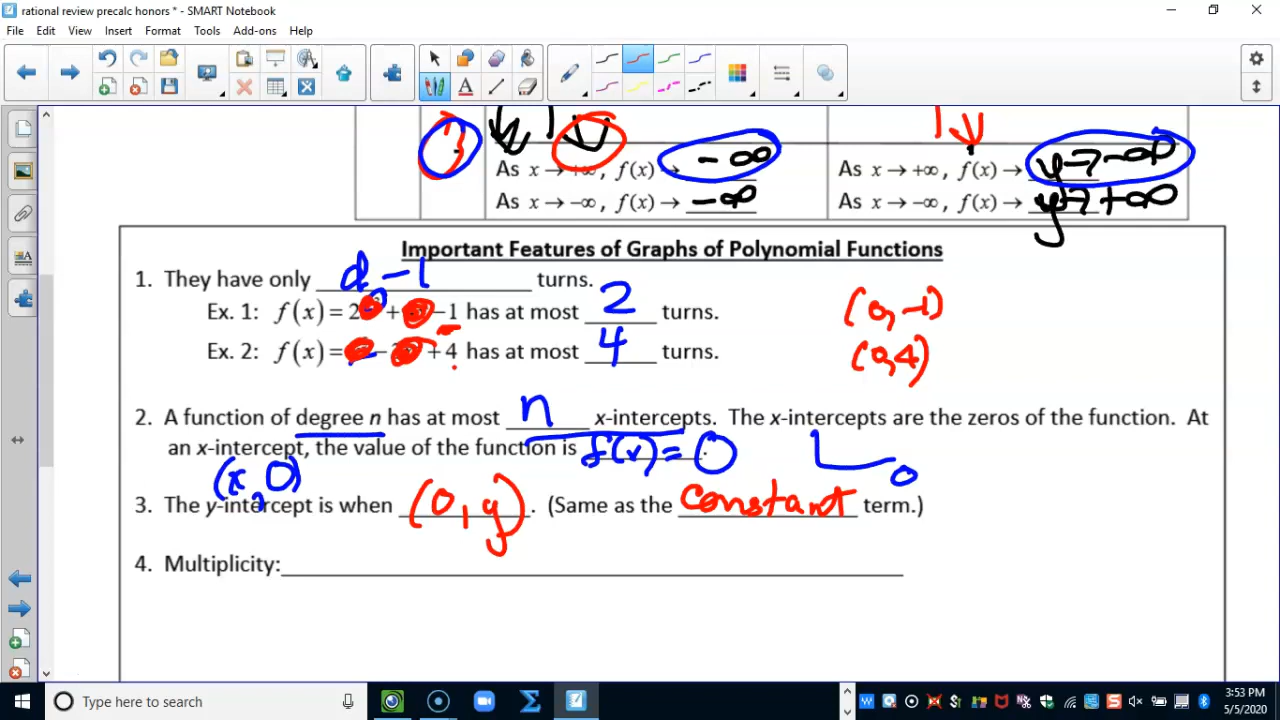 rational review precalc honors * - SMART Notebook
File Edit View Insert Format Tools Add-ons Help
As x → +∞, f(x) → -∞ As x → +∞, f(x) → y→-∞
As x → -∞, f(x) → -∞ As x → -∞, f(x) → y→+∞
Important Features of Graphs of Polynomial Functions
1. They have only d-1 turns.
Ex. 1: f(x) = 2 + -1 has at most 2 turns. (0,-1)
Ex. 2: f(x) = - + 4 has at most 4 turns. (0,4)
2. A function of degree n has at most n x-intercepts. The x-intercepts are the zeros of the function. At
an x-intercept, the value of the function is f(x)=0. 0
(x,0)
3. The y-intercept is when (0,y). (Same as the constant term.)
4. Multiplicity:
Type here to search
3:53 PM
5/5/2020